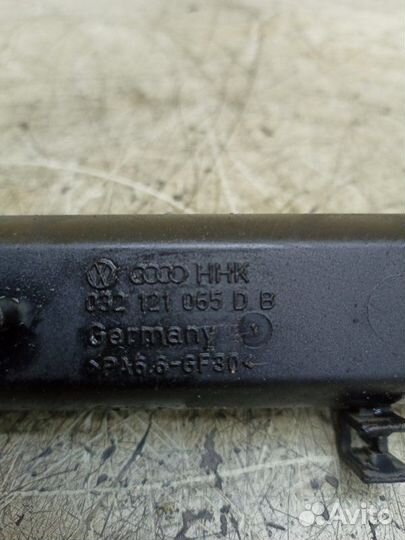 HHK
032 121 065 D B
Germany
>PA6.6-GF30<
Avito